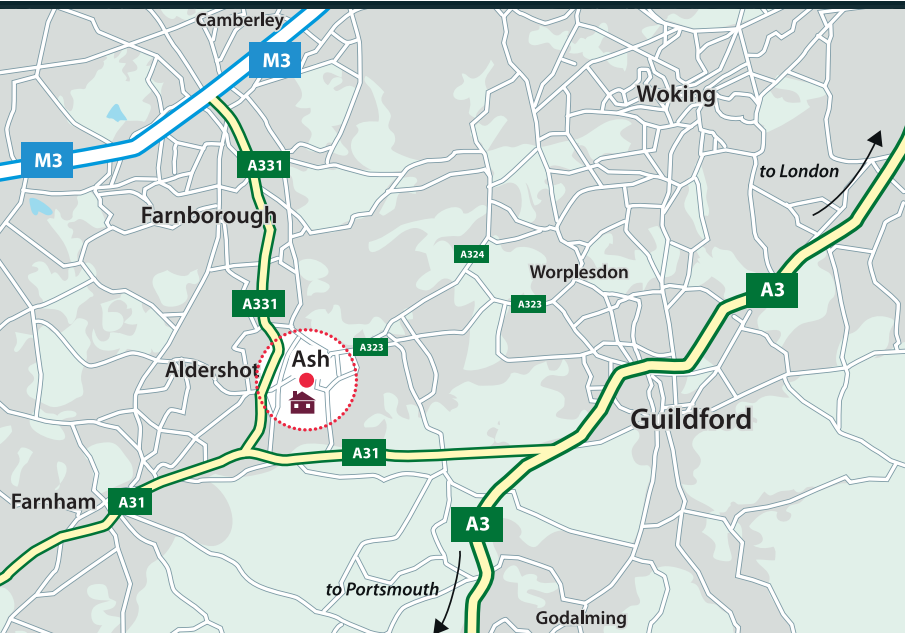 Camberley
M3
Woking
M3
A331
to London
Farnborough
A324
Worplesdon
A3
A331
A323
A323
Ash
Aldershot
Guildford
A31
Farnham
A31
A3
to Portsmouth
Godalming